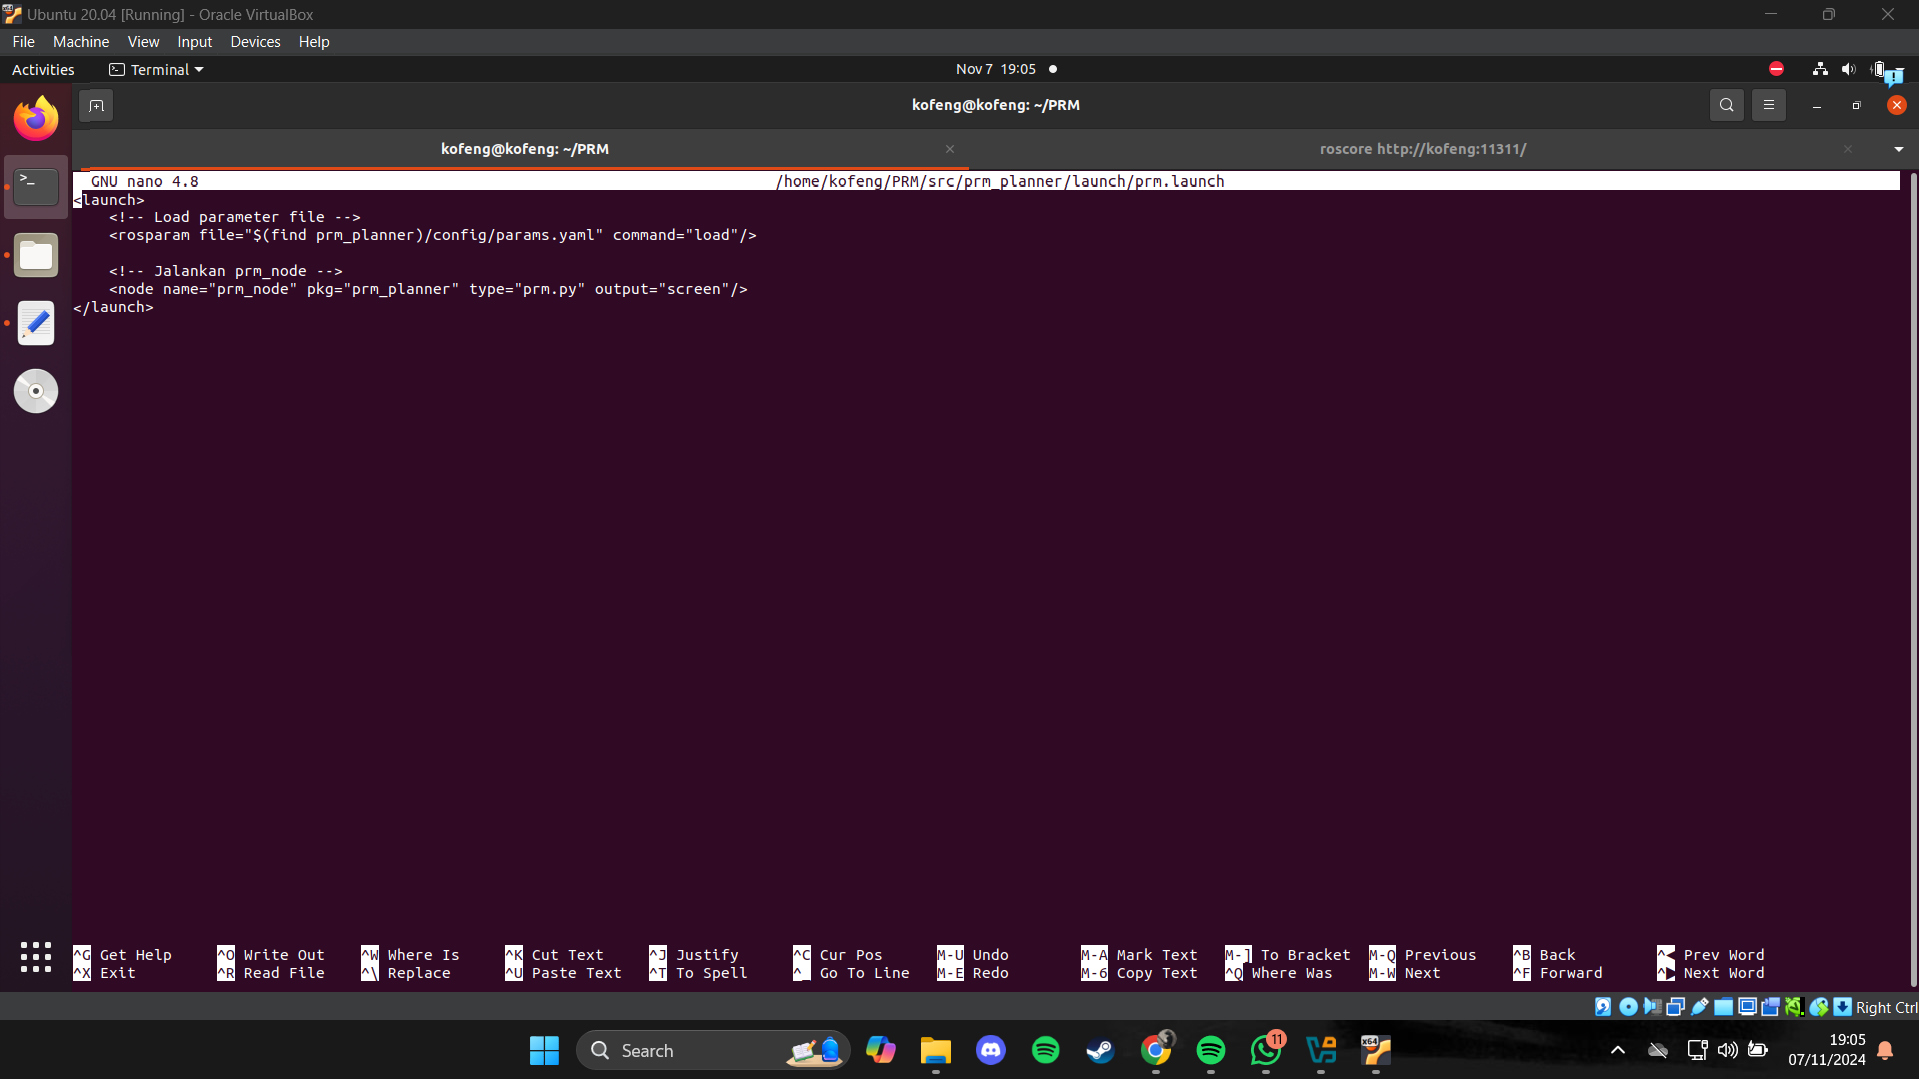 Ubuntu 20.04 [Running] - Oracle VirtualBox
File Machine View Input Devices Help
Activities Terminal Nov 7 19:05
kofeng@kofeng: ~/PRM
kofeng@kofeng: ~/PRM roscore http://kofeng:11311/
GNU nano 4.8 /home/kofeng/PRM/src/prm_planner/launch/prm.launch
<launch>
<!-- Load parameter file -->
<rosparam file="$(find prm_planner)/config/params.yaml" command="load"/>
<!-- Jalankan prm_node -->
<node name="prm_node" pkg="prm_planner" type="prm.py" output="screen"/>
</launch>
^G Get Help ^O Write Out ^W Where Is ^K Cut Text ^J Justify ^C Cur Pos M-U Undo M-A Mark Text M-] To Bracket M-Q Previous ^B Back ^◀ Prev Word
^X Exit ^R Read File ^\ Replace ^U Paste Text ^T To Spell ^_ Go To Line M-E Redo M-6 Copy Text ^Q Where Was M-W Next ^F Forward ^▶ Next Word
Right Ctrl
Search 11 x64 19:05
07/11/2024